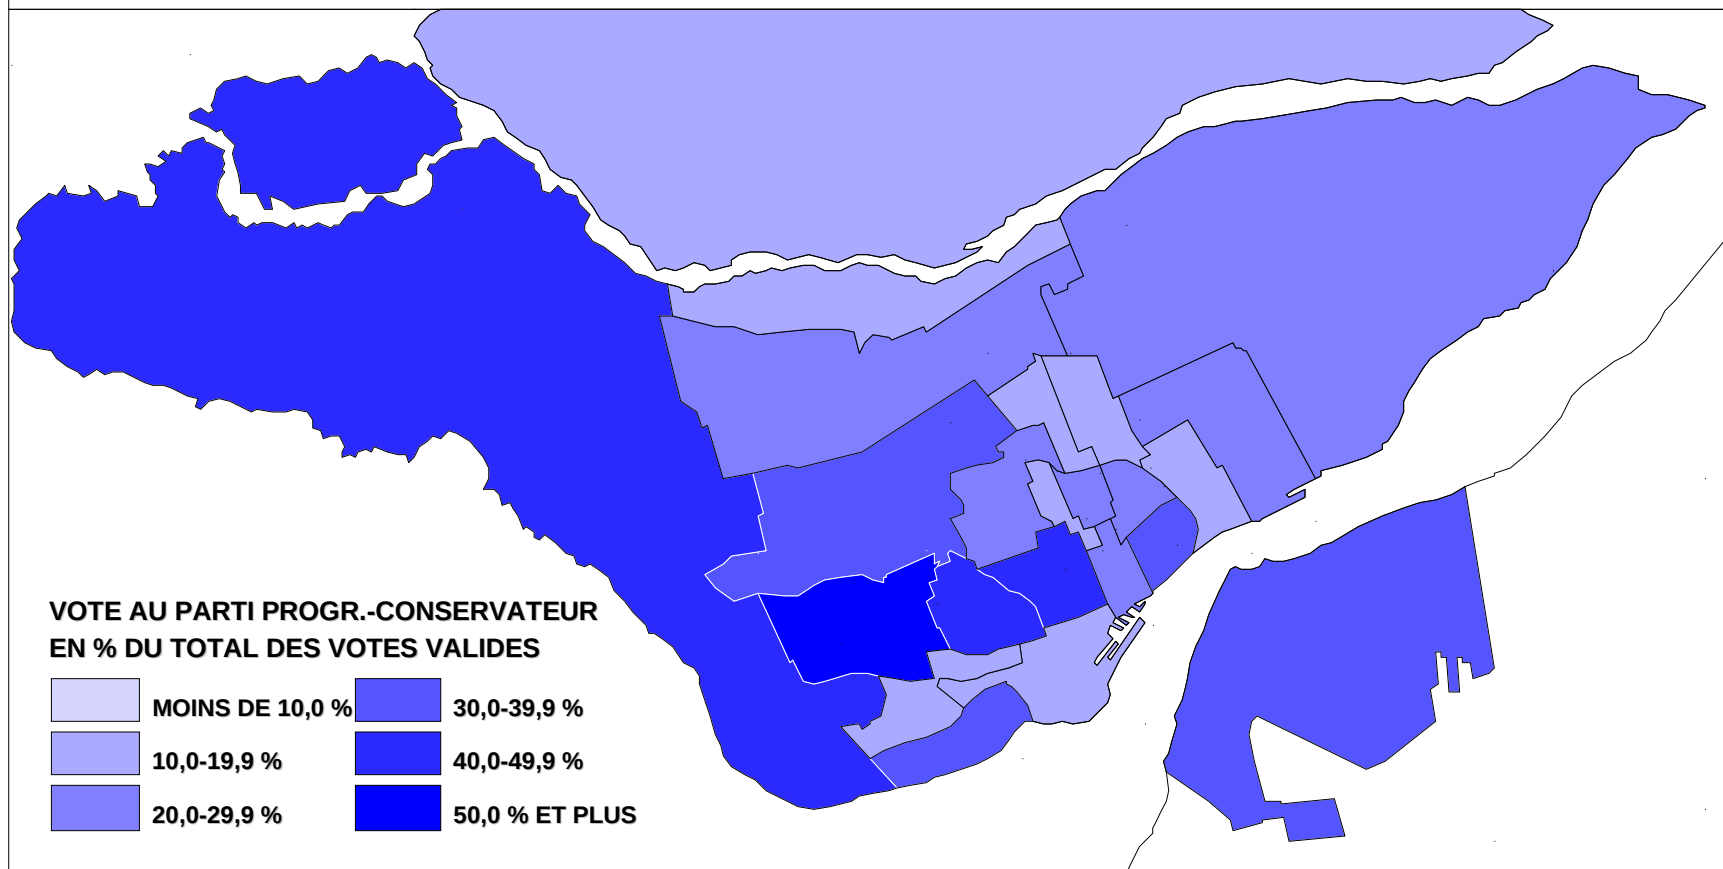 VOTE AU PARTI PROGR.-CONSERVATEUR
EN % DU TOTAL DES VOTES VALIDES
MOINS DE 10,0 %
10,0-19,9 %
20,0-29,9 %
30,0-39,9 %
40,0-49,9 %
50,0 % ET PLUS